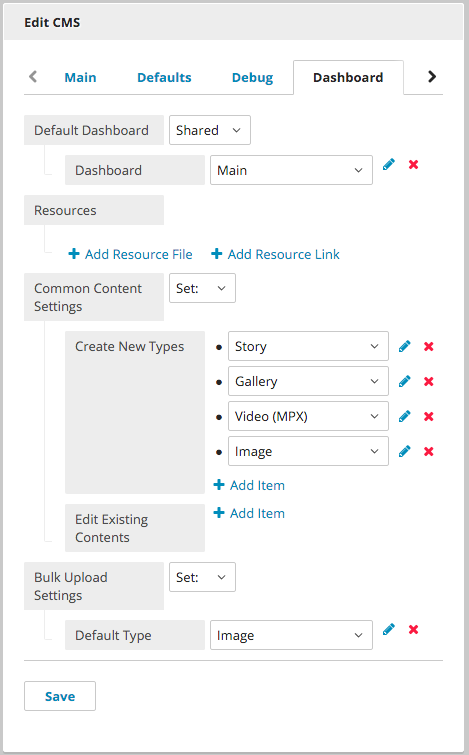 Edit CMS
Main Defaults Debug Dashboard
Default Dashboard Shared
Dashboard Main
Resources
Add Resource File Add Resource Link
Common Content
Settings
Set:
Create New Types Story
Gallery
Video (MPX)
Image
Add Item
Edit Existing
Contents
Add Item
Bulk Upload
Settings
Set:
Default Type Image
Save